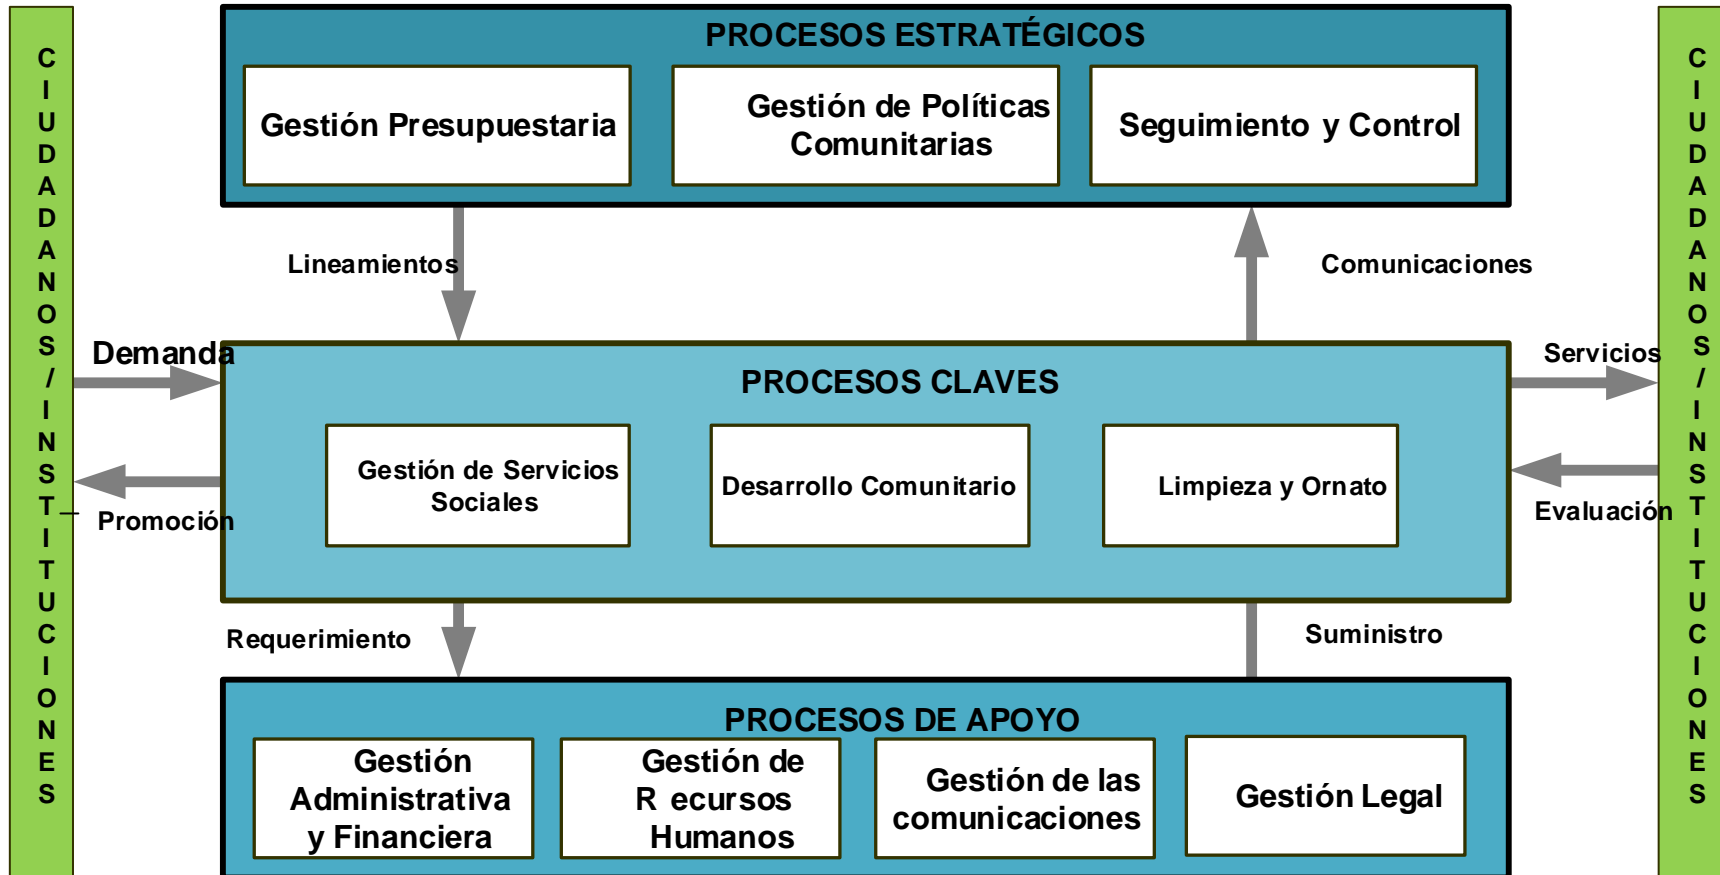 CIUDADANOS/INSTITUCIONES
PROCESOS ESTRATÉGICOS
Gestión Presupuestaria
Gestión de Políticas
Comunitarias
Seguimiento y Control
Lineamientos
Comunicaciones
Demanda
Servicios
PROCESOS CLAVES
Gestión de Servicios
Sociales
Desarrollo Comunitario
Limpieza y Ornato
Promoción
Evaluación
Requerimiento
Suministro
PROCESOS DE APOYO
Gestión
Administrativa
y Financiera
Gestión de
R ecursos
Humanos
Gestión de las
comunicaciones
Gestión Legal
CIUDADANOS/INSTITUCIONES